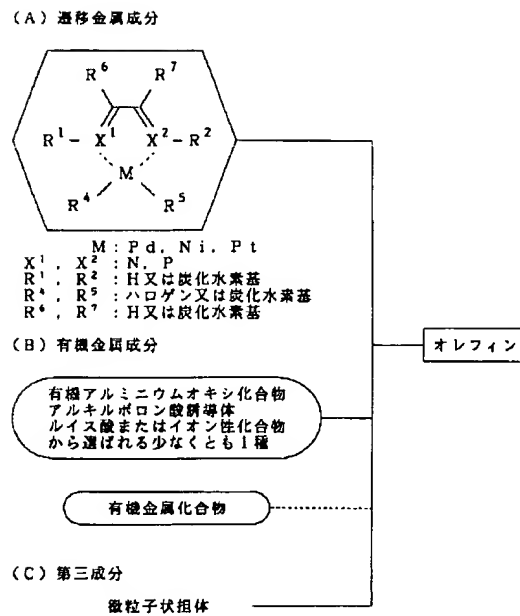 (A) 遷移金属成分
R⁶ R⁷
R¹ X¹ X² R²
M
R⁴ R⁵
M : Pd, Ni, Pt
X¹, X² : N, P
R¹, R² : H又は炭化水素基
R⁴, R⁵ : ハロゲン又は炭化水素基
R⁶, R⁷ : H又は炭化水素基
(B) 有機金属成分
オレフィン
有機アルミニウムオキシ化合物
アルキルボロン酸誘導体
ルイス酸またはイオン性化合物
から選ばれる少なくとも1種
有機金属化合物
(C) 第三成分
微粒子状担体